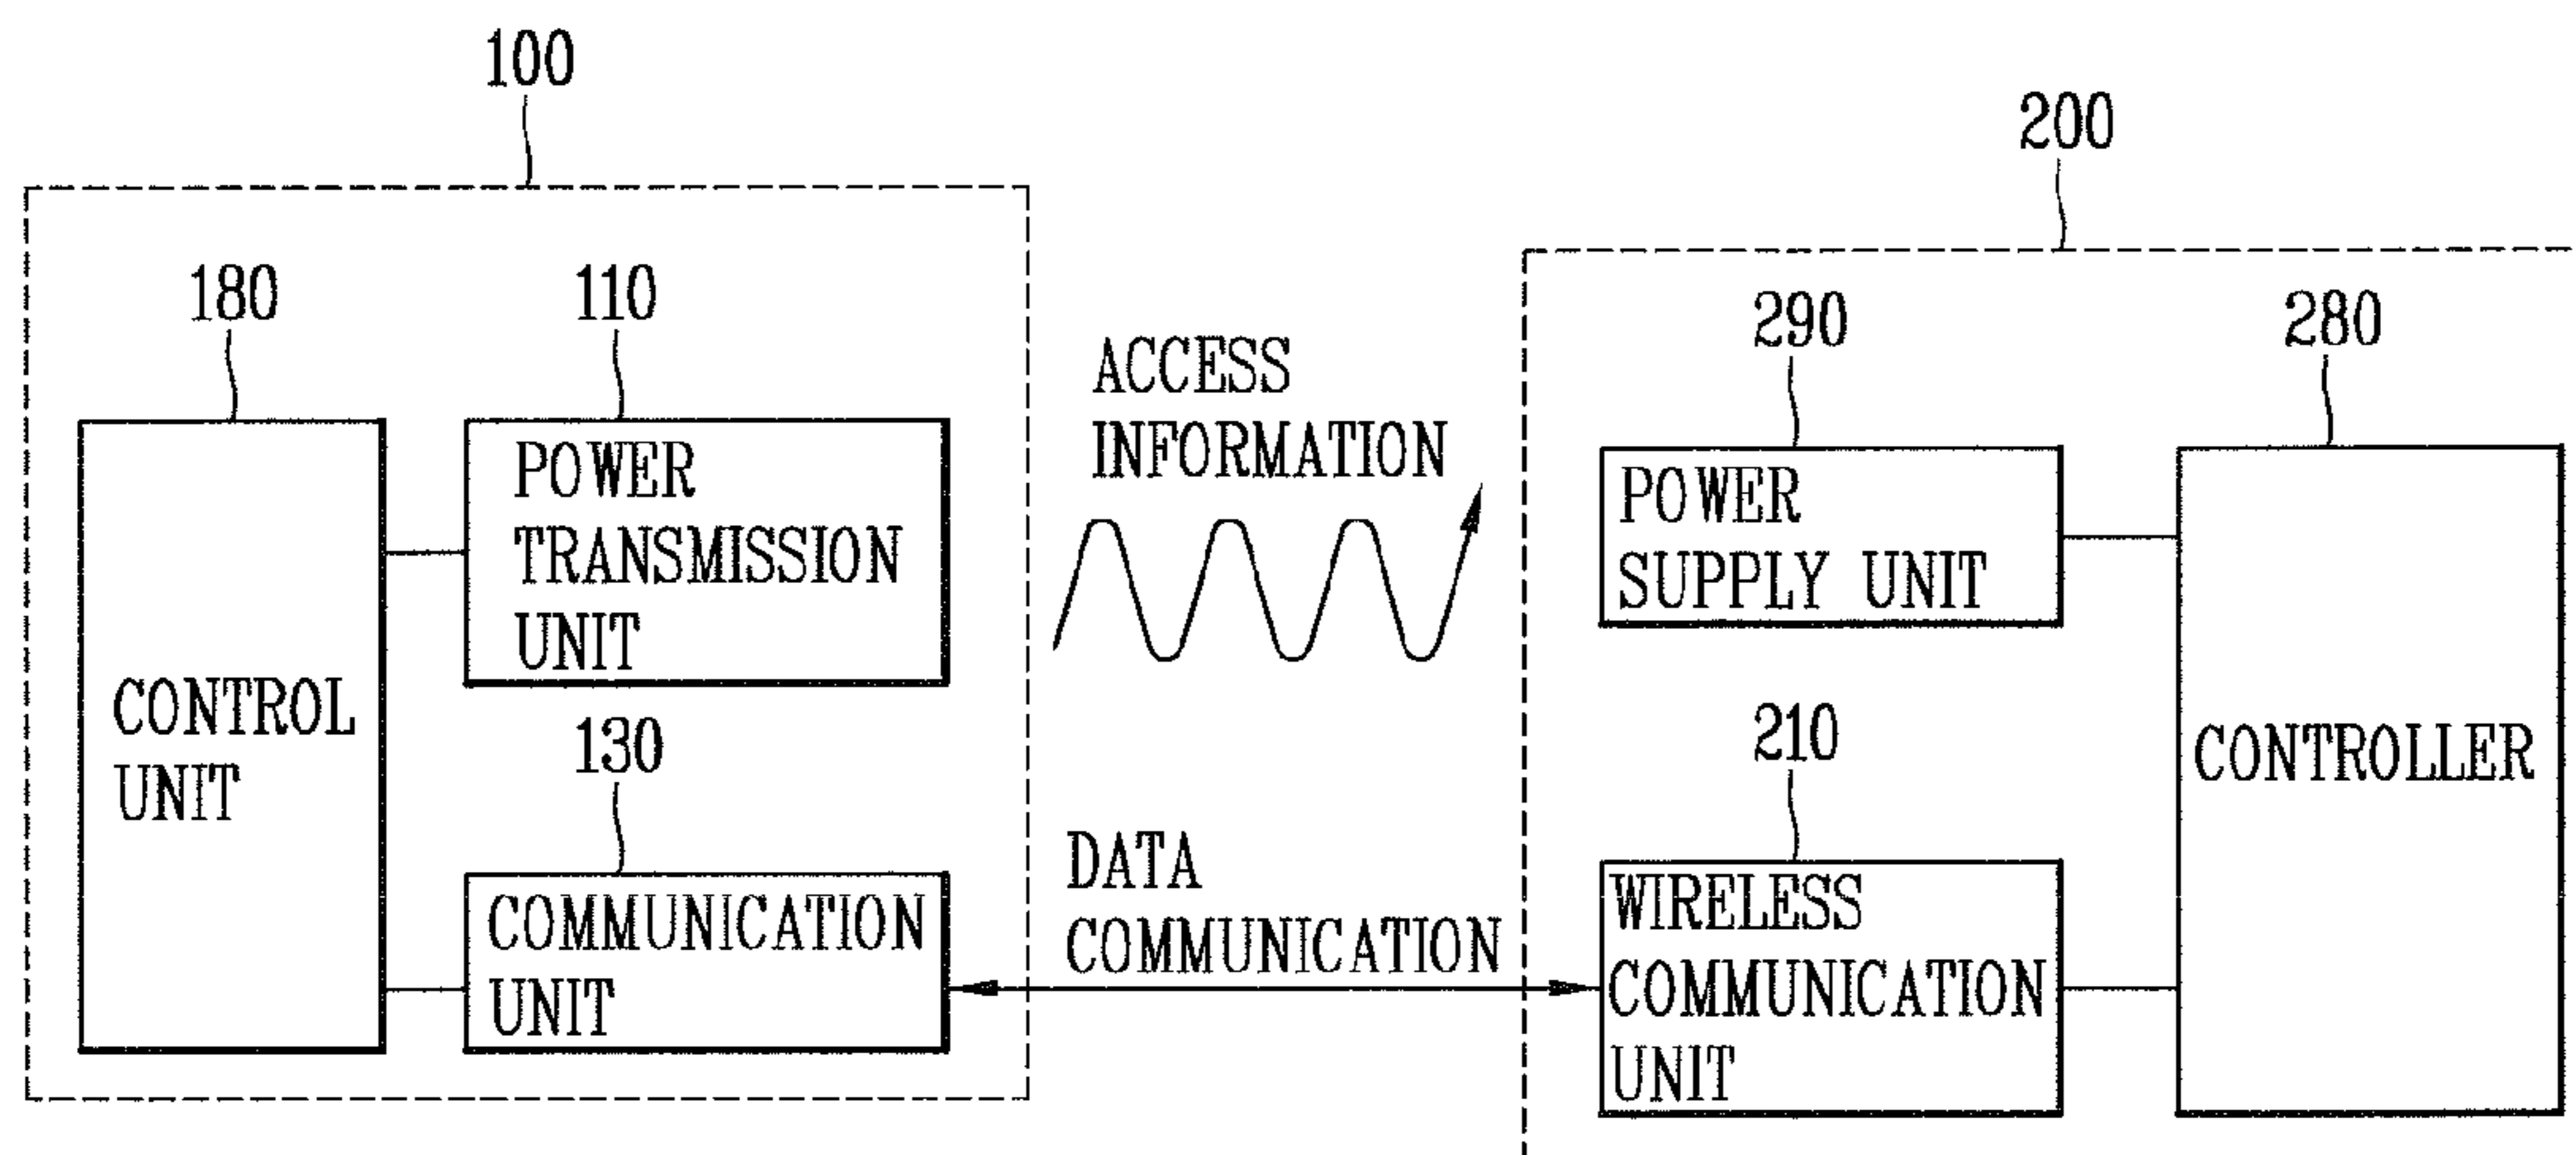 100
200
180
110
ACCESS
INFORMATION
290
280
POWER
TRANSMISSION
UNIT
POWER
SUPPLY UNIT
CONTROL
UNIT
130
210
CONTROLLER
DATA
COMMUNICATION
COMMUNICATION
UNIT
WIRELESS
COMMUNICATION
UNIT